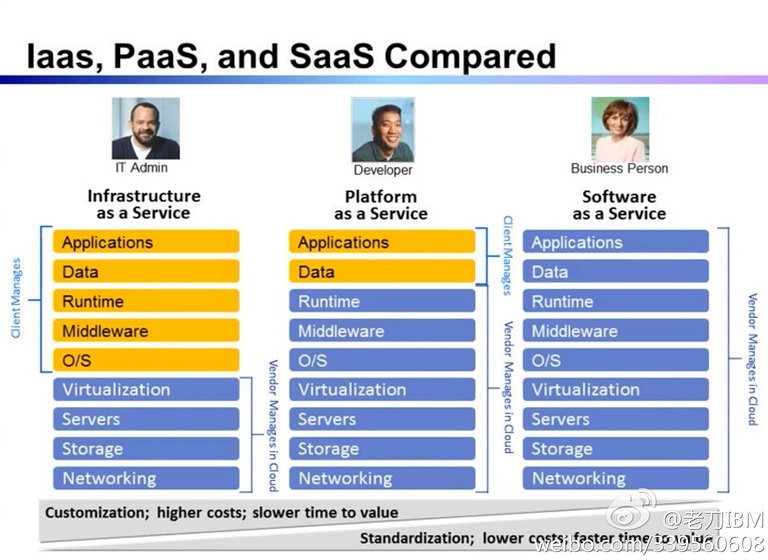 Iaas, PaaS, and SaaS Compared
IT Admin
Developer
Business Person
Infrastructure
as a Service
Platform
as a Service
Software
as a Service
Client Manages
Applications
Data
Runtime
Middleware
O/S
Virtualization
Servers
Storage
Networking
Vendor Manages in Cloud
Applications
Data
Runtime
Middleware
O/S
Virtualization
Servers
Storage
Networking
Client Manages
Vendor Manages in Cloud
Applications
Data
Runtime
Middleware
O/S
Virtualization
Servers
Storage
Networking
Vendor Manages in Cloud
Customization; higher costs; slower time to value
Standardization; lower costs; faster time to value
@老刀IBM
weibo.com/339360608